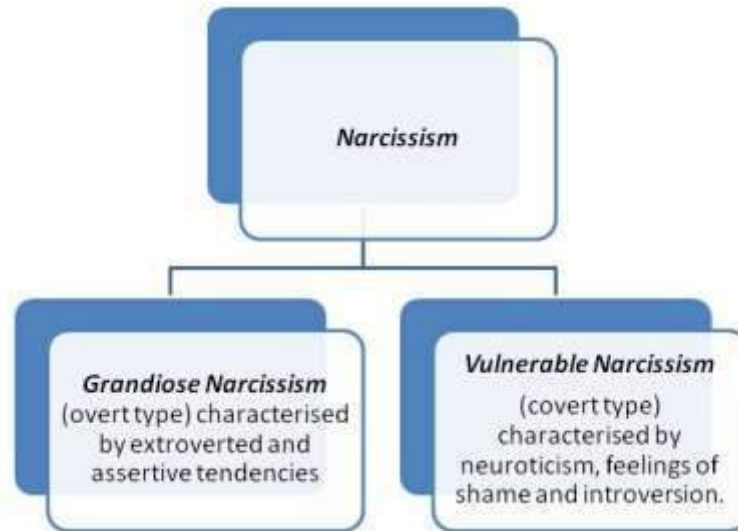 Narcissism
Grandiose Narcissism
(overt type) characterised
by extroverted and
assertive tendencies
Vulnerable Narcissism
(covert type)
characterised by
neuroticism, feelings of
shame and introversion.